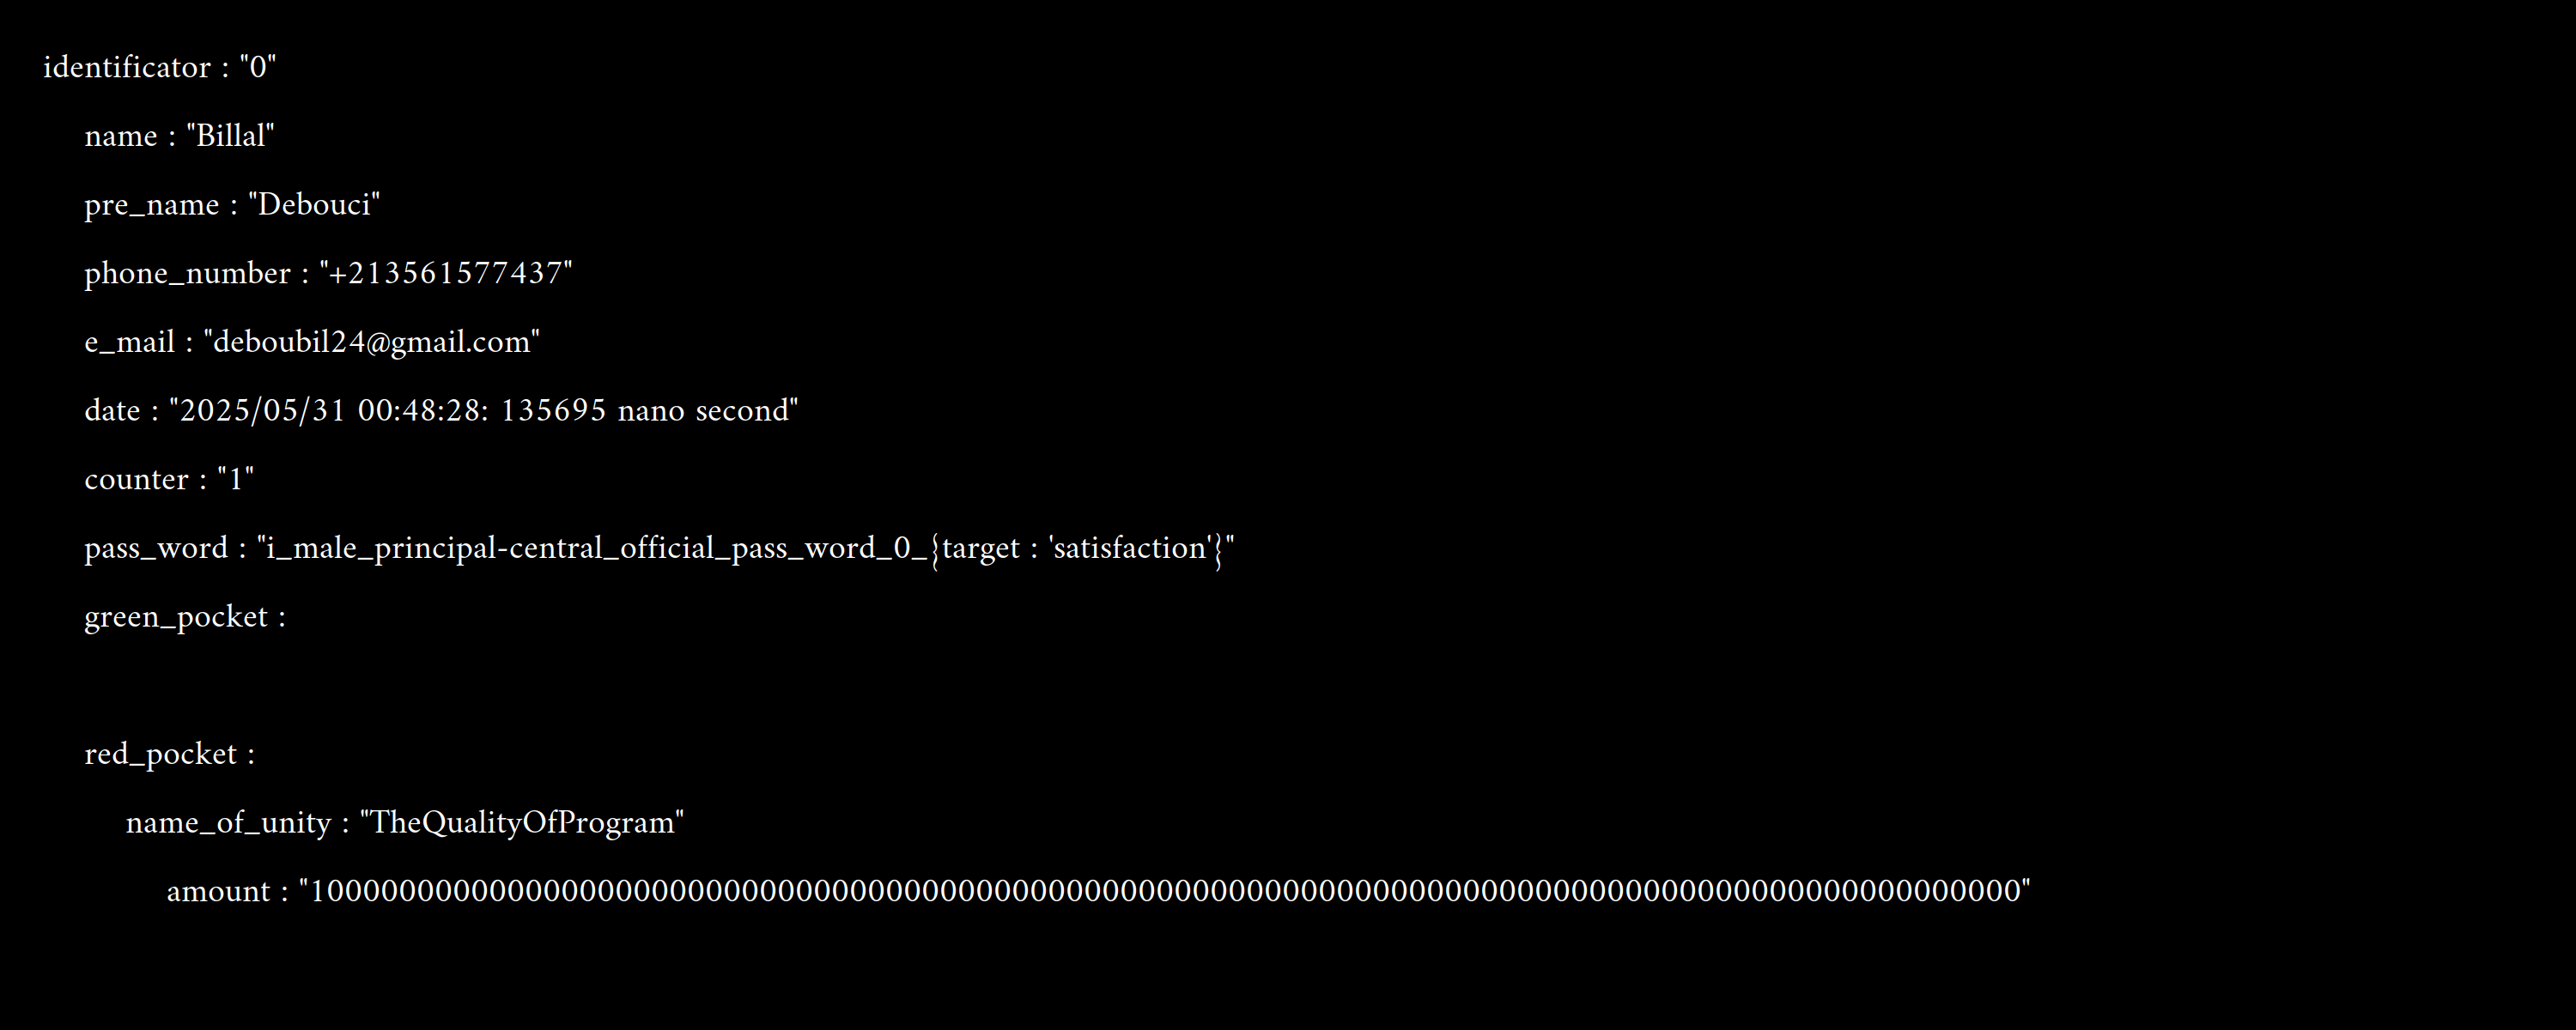 identificator : "0"
name : "Billal"
pre_name : "Debouci"
phone_number : "+213561577437"
e_mail : "deboubil24@gmail.com"
date : "2025/05/31 00:48:28: 135695 nano second"
counter : "1"
pass_word : "i_male_principal-central_official_pass_word_0_{target : 'satisfaction'}"
green_pocket :
red_pocket :
name_of_unity : "TheQualityOfProgram"
amount : "10000000000000000000000000000000000000000000000000000000000000000000000000000000000000000000000"